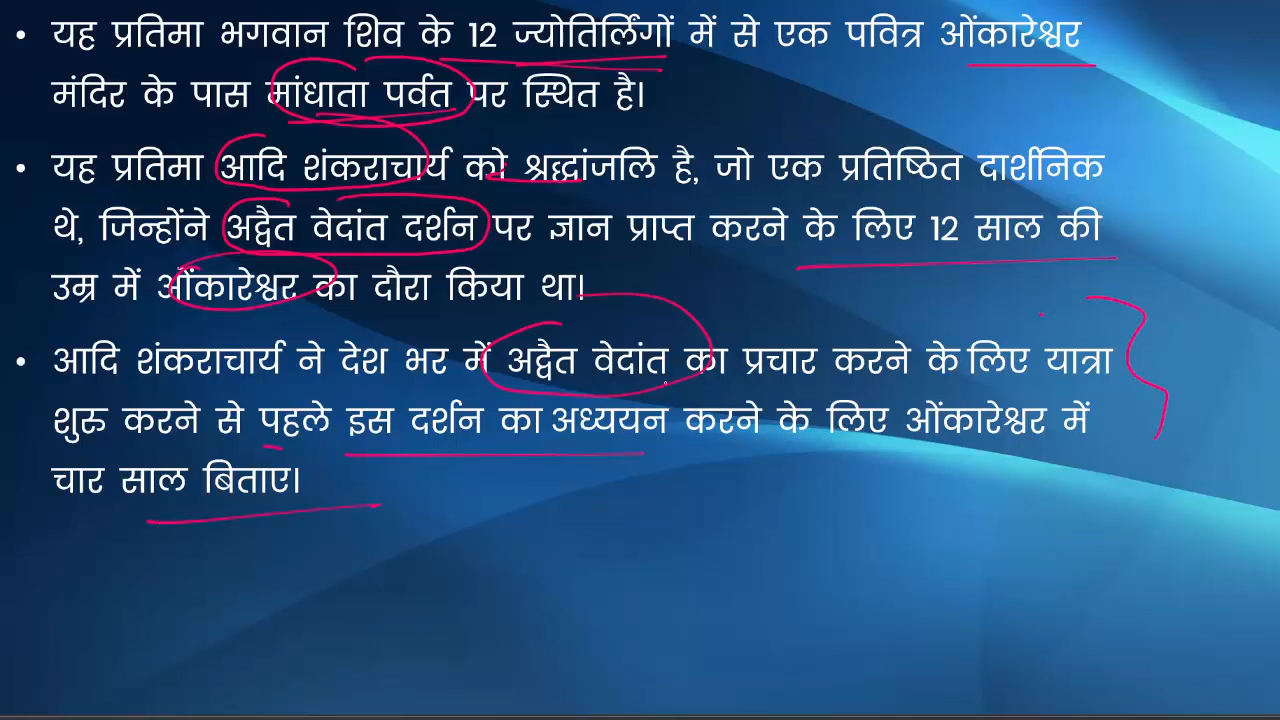 • यह प्रतिमा भगवान शिव के 12 ज्योतिर्लिंगों में से एक पवित्र ओंकारेश्वर
मंदिर के पास मांधाता पर्वत पर स्थित है।
• यह प्रतिमा आदि शंकराचार्य को श्रद्धांजलि है, जो एक प्रतिष्ठित दार्शनिक
थे, जिन्होंने अद्वैत वेदांत दर्शन पर ज्ञान प्राप्त करने के लिए 12 साल की
उम्र में ओंकारेश्वर का दौरा किया था।
• आदि शंकराचार्य ने देश भर में अद्वैत वेदांत का प्रचार करने के लिए यात्रा
शुरु करने से पहले इस दर्शन का अध्ययन करने के लिए ओंकारेश्वर में
चार साल बिताए।